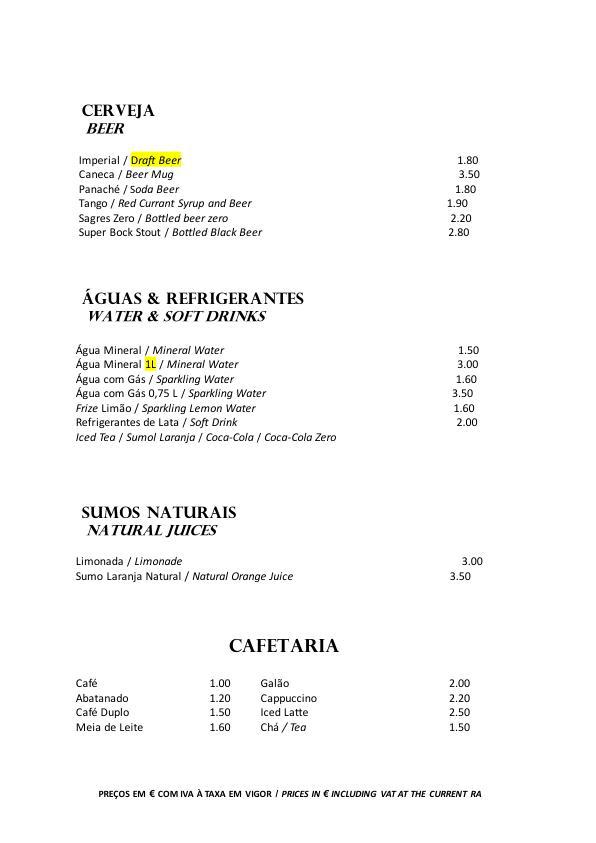 CERVEJA
BEER
Imperial / Draft Beer 1.80
Caneca / Beer Mug 3.50
Panaché / Soda Beer 1.80
Tango / Red Currant Syrup and Beer 1.90
Sagres Zero / Bottled beer zero 2.20
Super Bock Stout / Bottled Black Beer 2.80
ÁGUAS & REFRIGERANTES
WATER & SOFT DRINKS
Água Mineral / Mineral Water 1.50
Água Mineral 1L / Mineral Water 3.00
Água com Gás / Sparkling Water 1.60
Água com Gás 0,75 L / Sparkling Water 3.50
Frize Limão / Sparkling Lemon Water 1.60
Refrigerantes de Lata / Soft Drink 2.00
Iced Tea / Sumol Laranja / Coca-Cola / Coca-Cola Zero
SUMOS NATURAIS
NATURAL JUICES
Limonada / Limonade 3.00
Sumo Laranja Natural / Natural Orange Juice 3.50
CAFETARIA
Café 1.00 Galão 2.00
Abatanado 1.20 Cappuccino 2.20
Café Duplo 1.50 Iced Latte 2.50
Meia de Leite 1.60 Chá / Tea 1.50
PREÇOS EM € COM IVA À TAXA EM VIGOR / PRICES IN € INCLUDING VAT AT THE CURRENT RA